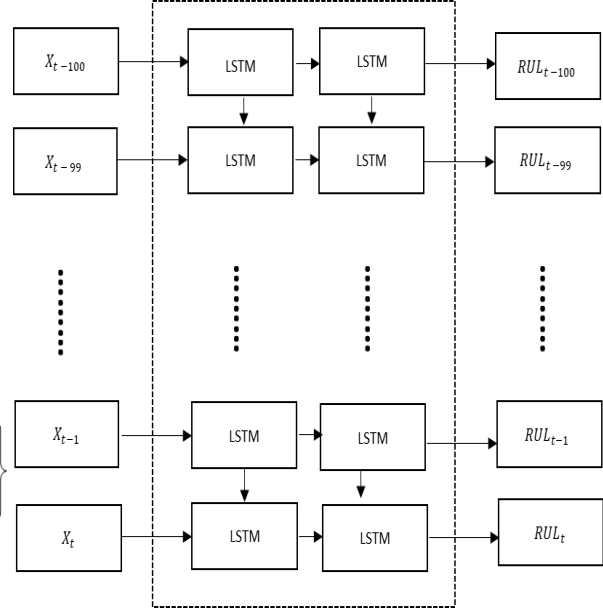 X_{t-100} LSTM LSTM RUL_{t-100}
X_{t-99} LSTM LSTM RUL_{t-99}
X_{t-1} LSTM LSTM RUL_{t-1}
X_t LSTM LSTM RUL_t